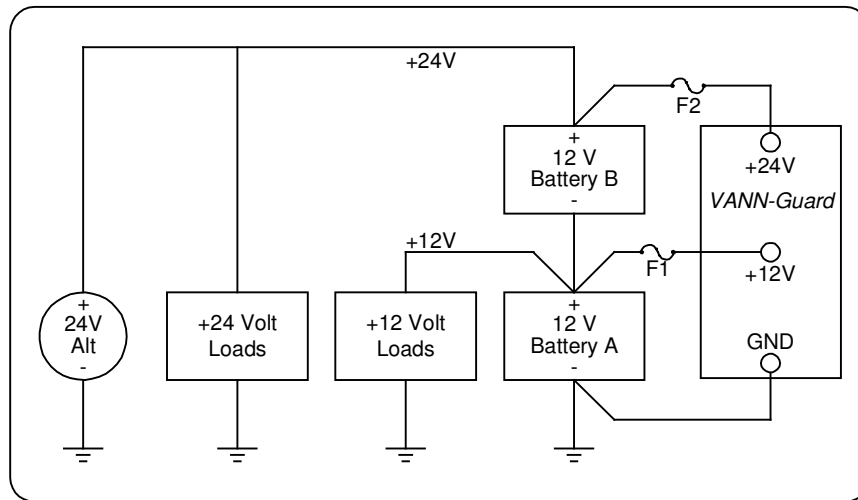 +24V
F2
+
12 V
Battery B
-
+24V
VANN-Guard
+12V
F1
+12V
+
24V
Alt
-
+24 Volt
Loads
+12 Volt
Loads
+
12 V
Battery A
-
GND